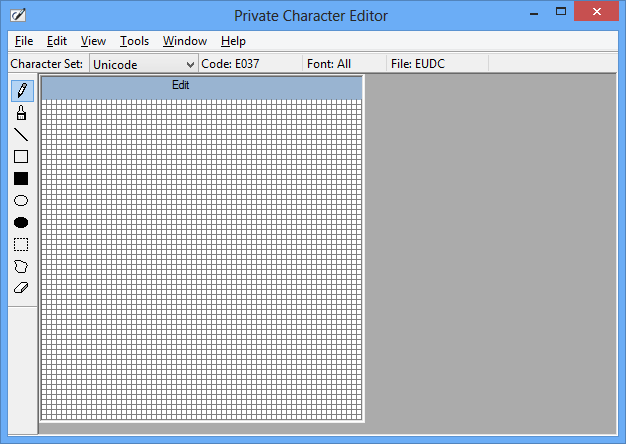 Private Character Editor
File Edit View Tools Window Help
Character Set: Unicode Code: E037 Font: All File: EUDC
Edit